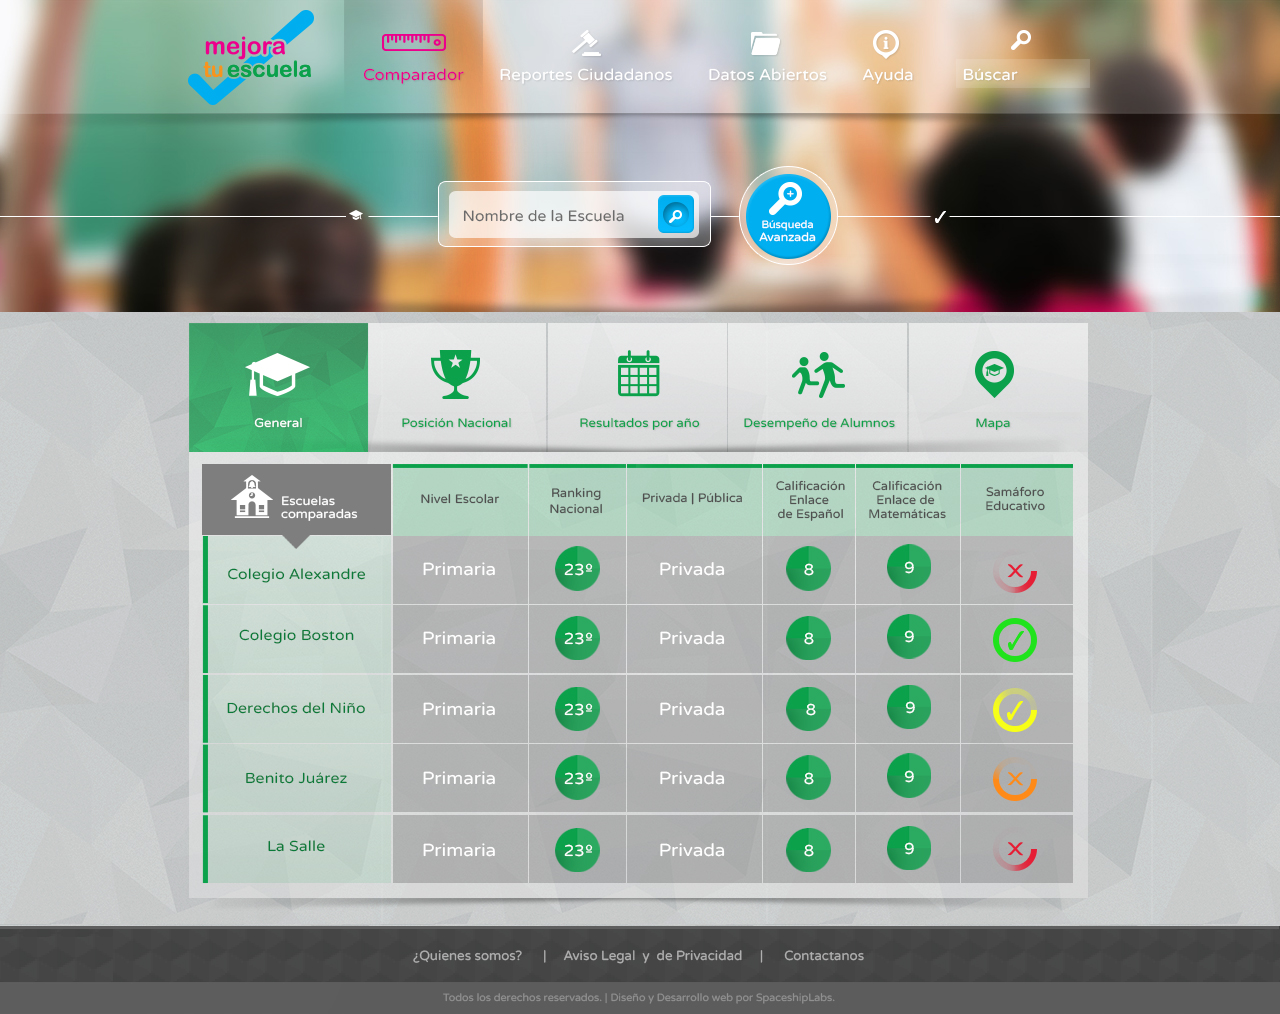 mejora
tu escuela
Comparador
Reportes Ciudadanos
Datos Abiertos
Ayuda
Búscar
Nombre de la Escuela
Búsqueda
Avanzada
General
Posición Nacional
Resultados por año
Desempeño de Alumnos
Mapa
Escuelas
comparadas
Nivel Escolar
Ranking
Nacional
Privada | Pública
Calificación
Enlace
de Español
Calificación
Enlace de
Matemáticas
Samáforo
Educativo
Colegio Alexandre
Primaria
23º
Privada
8
9
Colegio Boston
Primaria
23º
Privada
8
9
Derechos del Niño
Primaria
23º
Privada
8
9
Benito Juárez
Primaria
23º
Privada
8
9
La Salle
Primaria
23º
Privada
8
9
¿Quienes somos? | Aviso Legal y de Privacidad | Contactanos
Todos los derechos reservados. | Diseño y Desarrollo web por SpaceshipLabs.